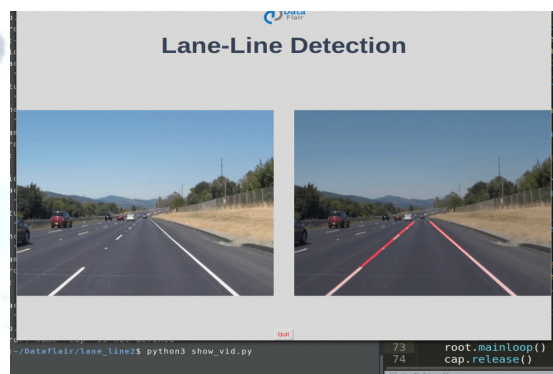 Data
Flair
Lane-Line Detection
Quit
:~/Dataflair/lane_line2$ python3 show_vid.py
73 root.mainloop()
74 cap.release()